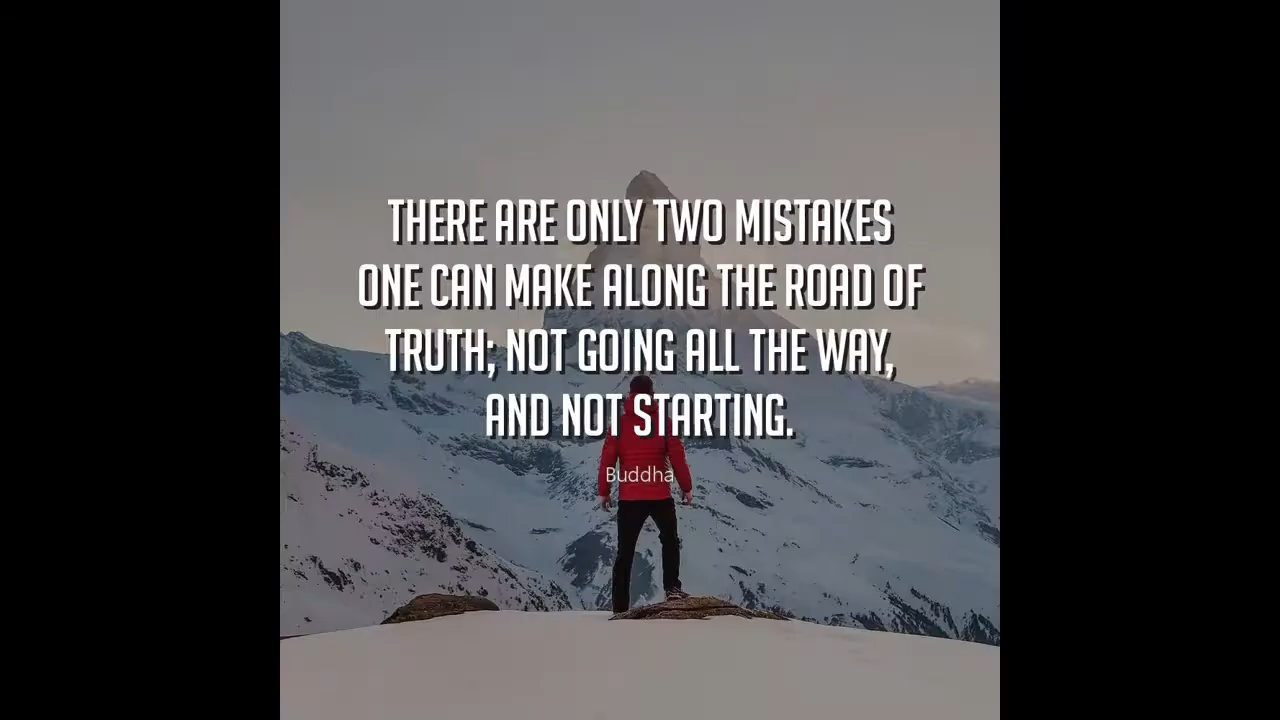 THERE ARE ONLY TWO MISTAKES
ONE CAN MAKE ALONG THE ROAD OF
TRUTH; NOT GOING ALL THE WAY,
AND NOT STARTING.
Buddha